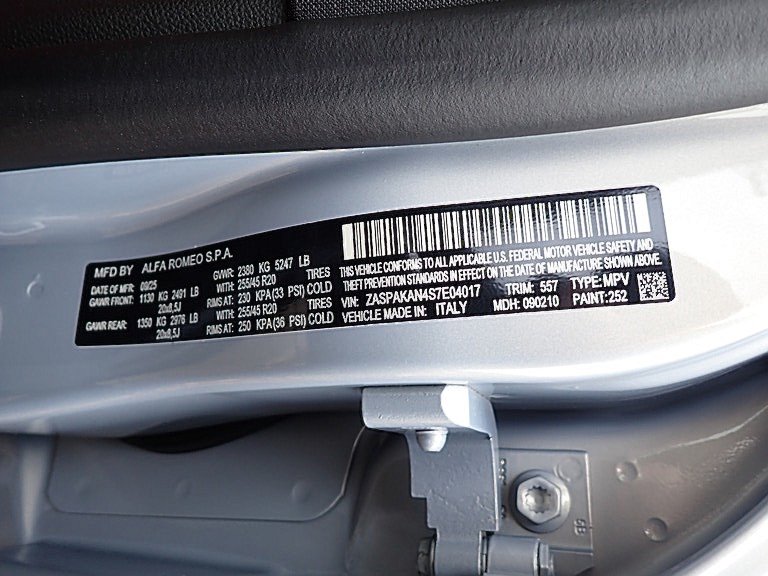 MFD BY ALFA ROMEO S.P.A.
DATE OF MFR 09/25 GVWR: 2380 KG 5247 LB
GAWR FRONT: 1130 KG 2491 LB WITH: 255/45 R20 TIRES
20x8,5J RIMS AT: 230 KPA(33 PSI) COLD
GAWR REAR: 1350 KG 2976 LB WITH: 255/45 R20 TIRES
20x8,5J RIMS AT: 250 KPA(36 PSI) COLD
THIS VEHICLE CONFORMS TO ALL APPLICABLE U.S. FEDERAL MOTOR VEHICLE SAFETY AND
THEFT PREVENTION STANDARDS IN EFFECT ON THE DATE OF MANUFACTURE SHOWN ABOVE.
VIN: ZASPAKAN4S7E04017 TRIM: 557 TYPE: MPV
VEHICLE MADE IN: ITALY MDH: 090210 PAINT: 252